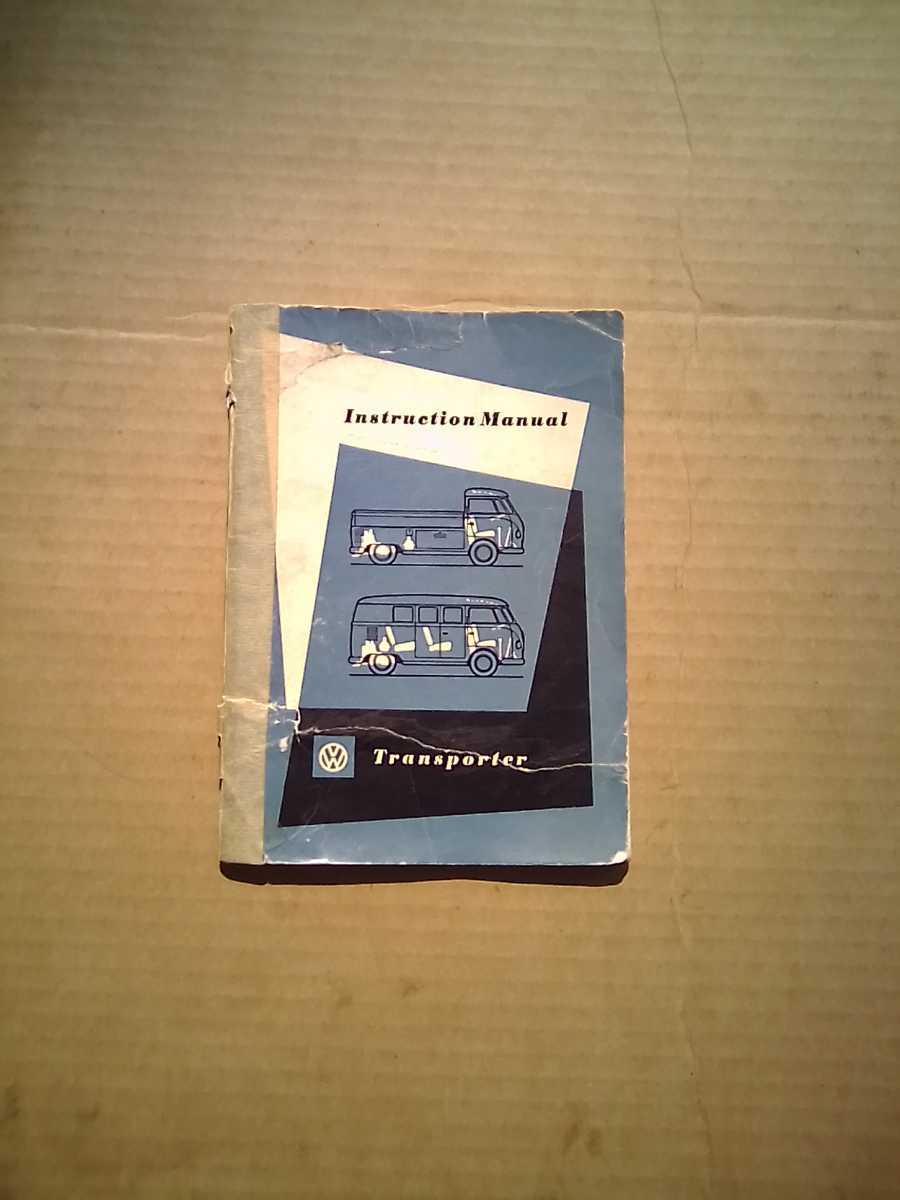 Instruction Manual
VW
Transporter